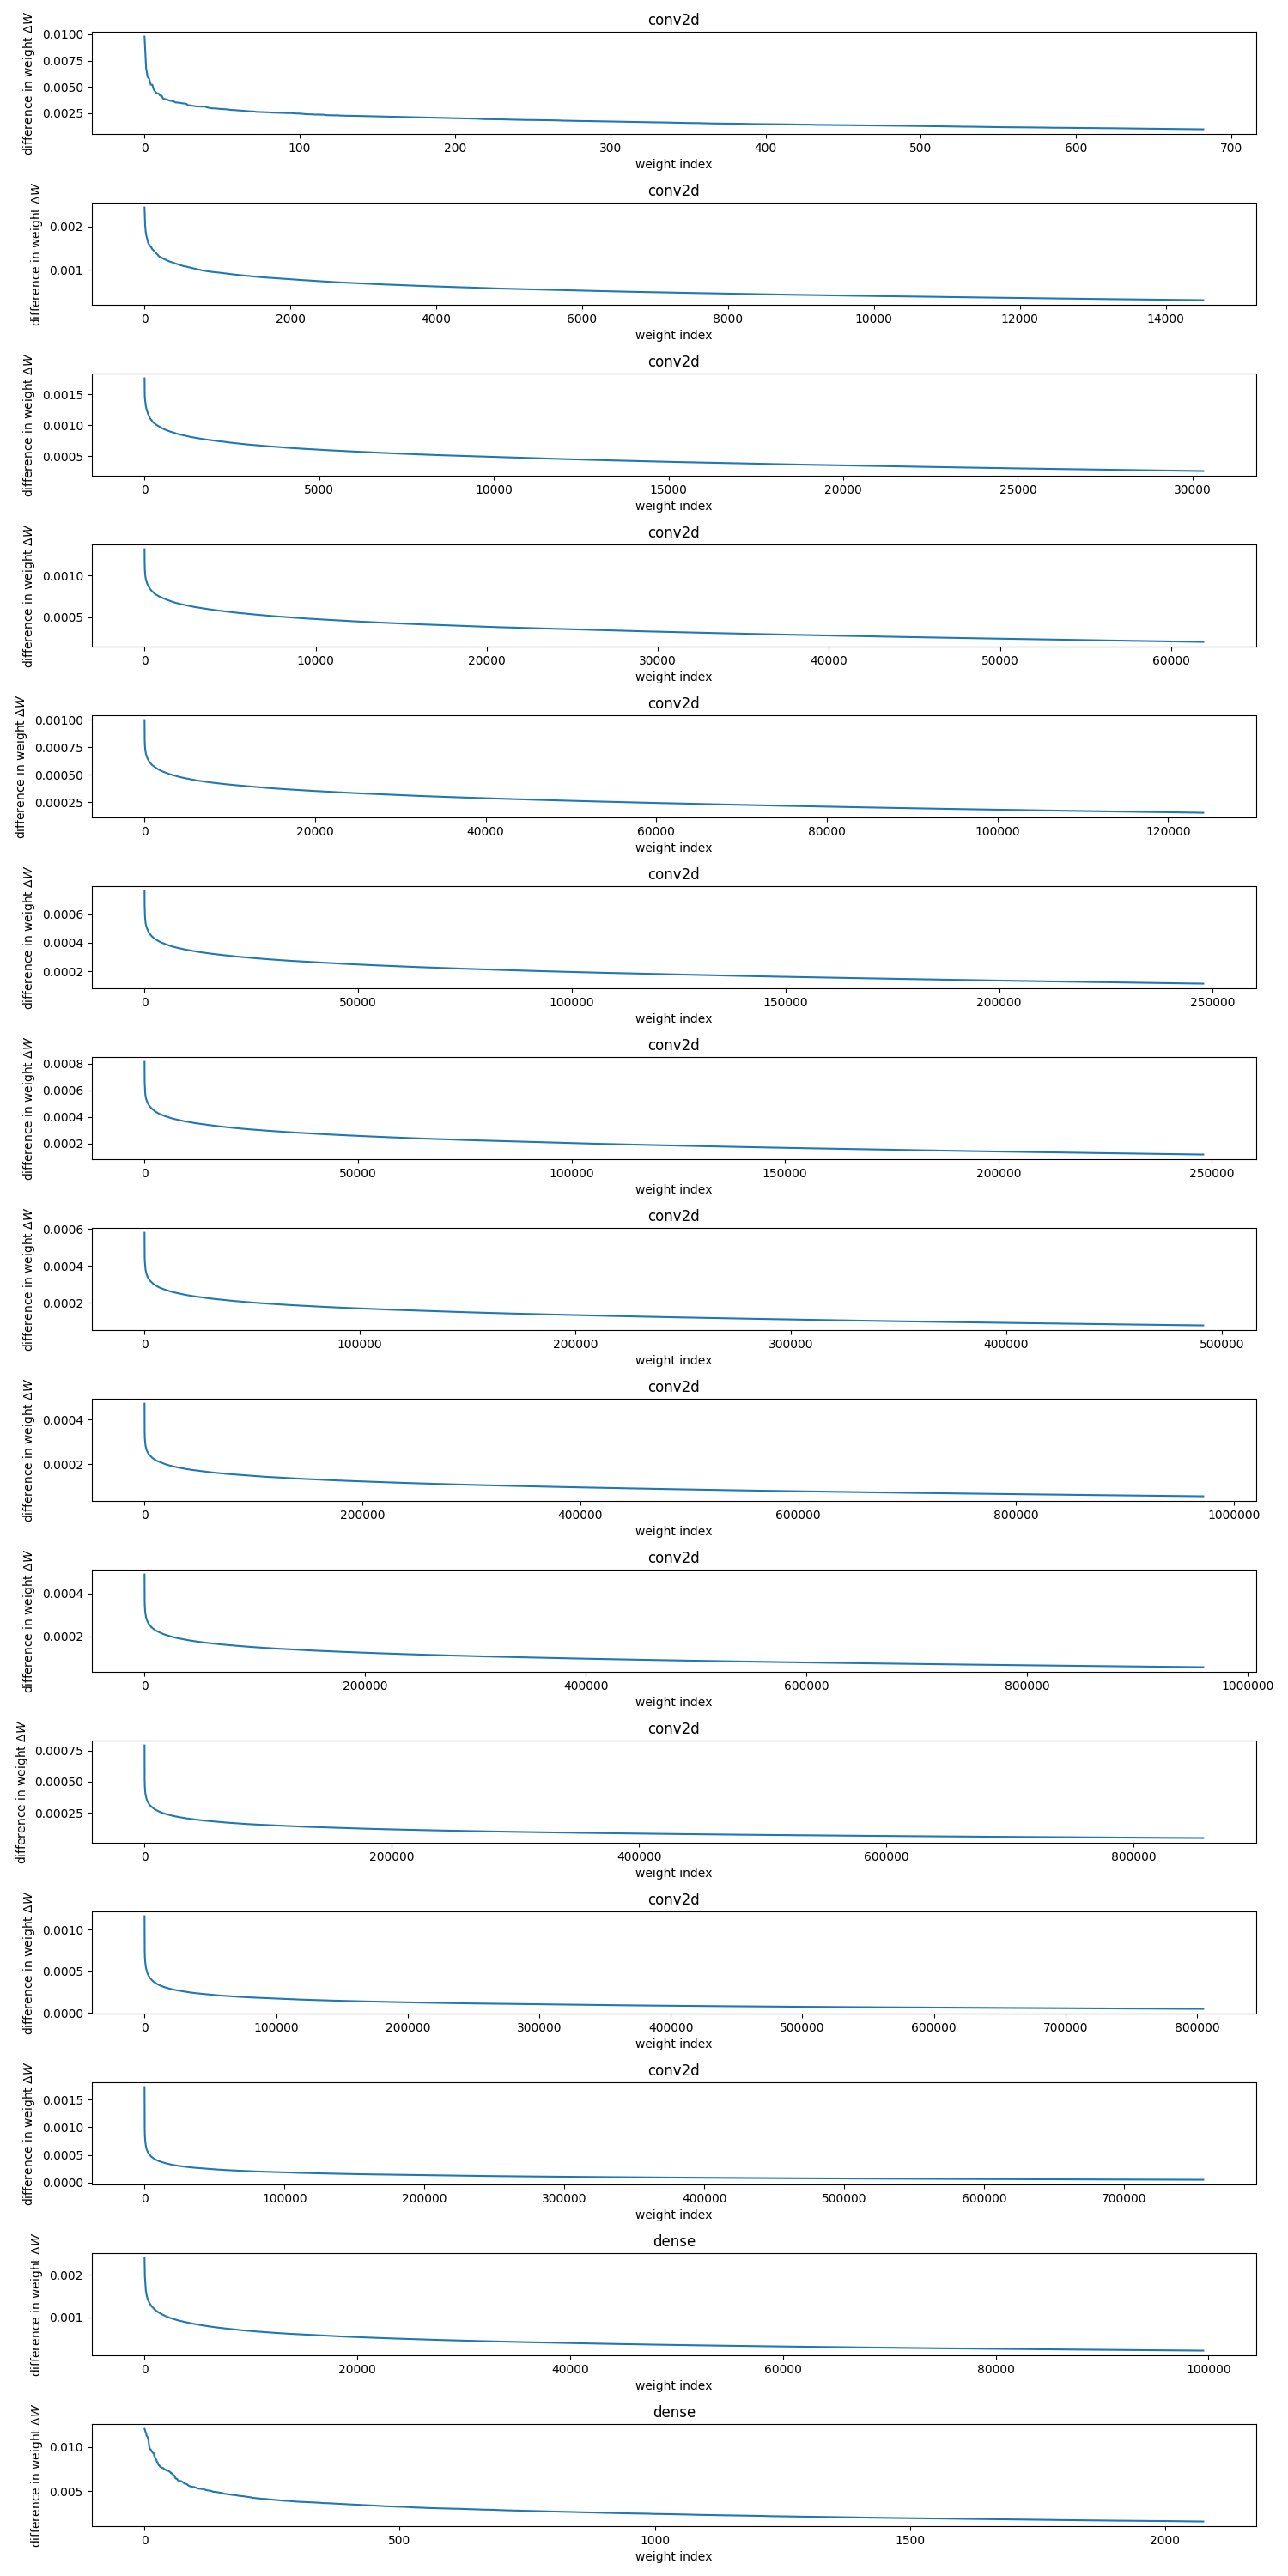 conv2d
difference in weight ΔW
0.0100
0.0075
0.0050
0.0025
0 100 200 300 400 500 600 700
weight index
conv2d
difference in weight ΔW
0.002
0.001
0 2000 4000 6000 8000 10000 12000 14000
weight index
conv2d
difference in weight ΔW
0.0015
0.0010
0.0005
0 5000 10000 15000 20000 25000 30000
weight index
conv2d
difference in weight ΔW
0.0010
0.0005
0 10000 20000 30000 40000 50000 60000
weight index
conv2d
difference in weight ΔW
0.00100
0.00075
0.00050
0.00025
0 20000 40000 60000 80000 100000 120000
weight index
conv2d
difference in weight ΔW
0.0006
0.0004
0.0002
0 50000 100000 150000 200000 250000
weight index
conv2d
difference in weight ΔW
0.0008
0.0006
0.0004
0.0002
0 50000 100000 150000 200000 250000
weight index
conv2d
difference in weight ΔW
0.0006
0.0004
0.0002
0 100000 200000 300000 400000 500000
weight index
conv2d
difference in weight ΔW
0.0004
0.0002
0 200000 400000 600000 800000 1000000
weight index
conv2d
difference in weight ΔW
0.0004
0.0002
0 200000 400000 600000 800000 1000000
weight index
conv2d
difference in weight ΔW
0.00075
0.00050
0.00025
0 200000 400000 600000 800000
weight index
conv2d
difference in weight ΔW
0.0010
0.0005
0.0000
0 100000 200000 300000 400000 500000 600000 700000 800000
weight index
conv2d
difference in weight ΔW
0.0015
0.0010
0.0005
0.0000
0 100000 200000 300000 400000 500000 600000 700000
weight index
dense
difference in weight ΔW
0.002
0.001
0 20000 40000 60000 80000 100000
weight index
dense
difference in weight ΔW
0.010
0.005
0 500 1000 1500 2000
weight index